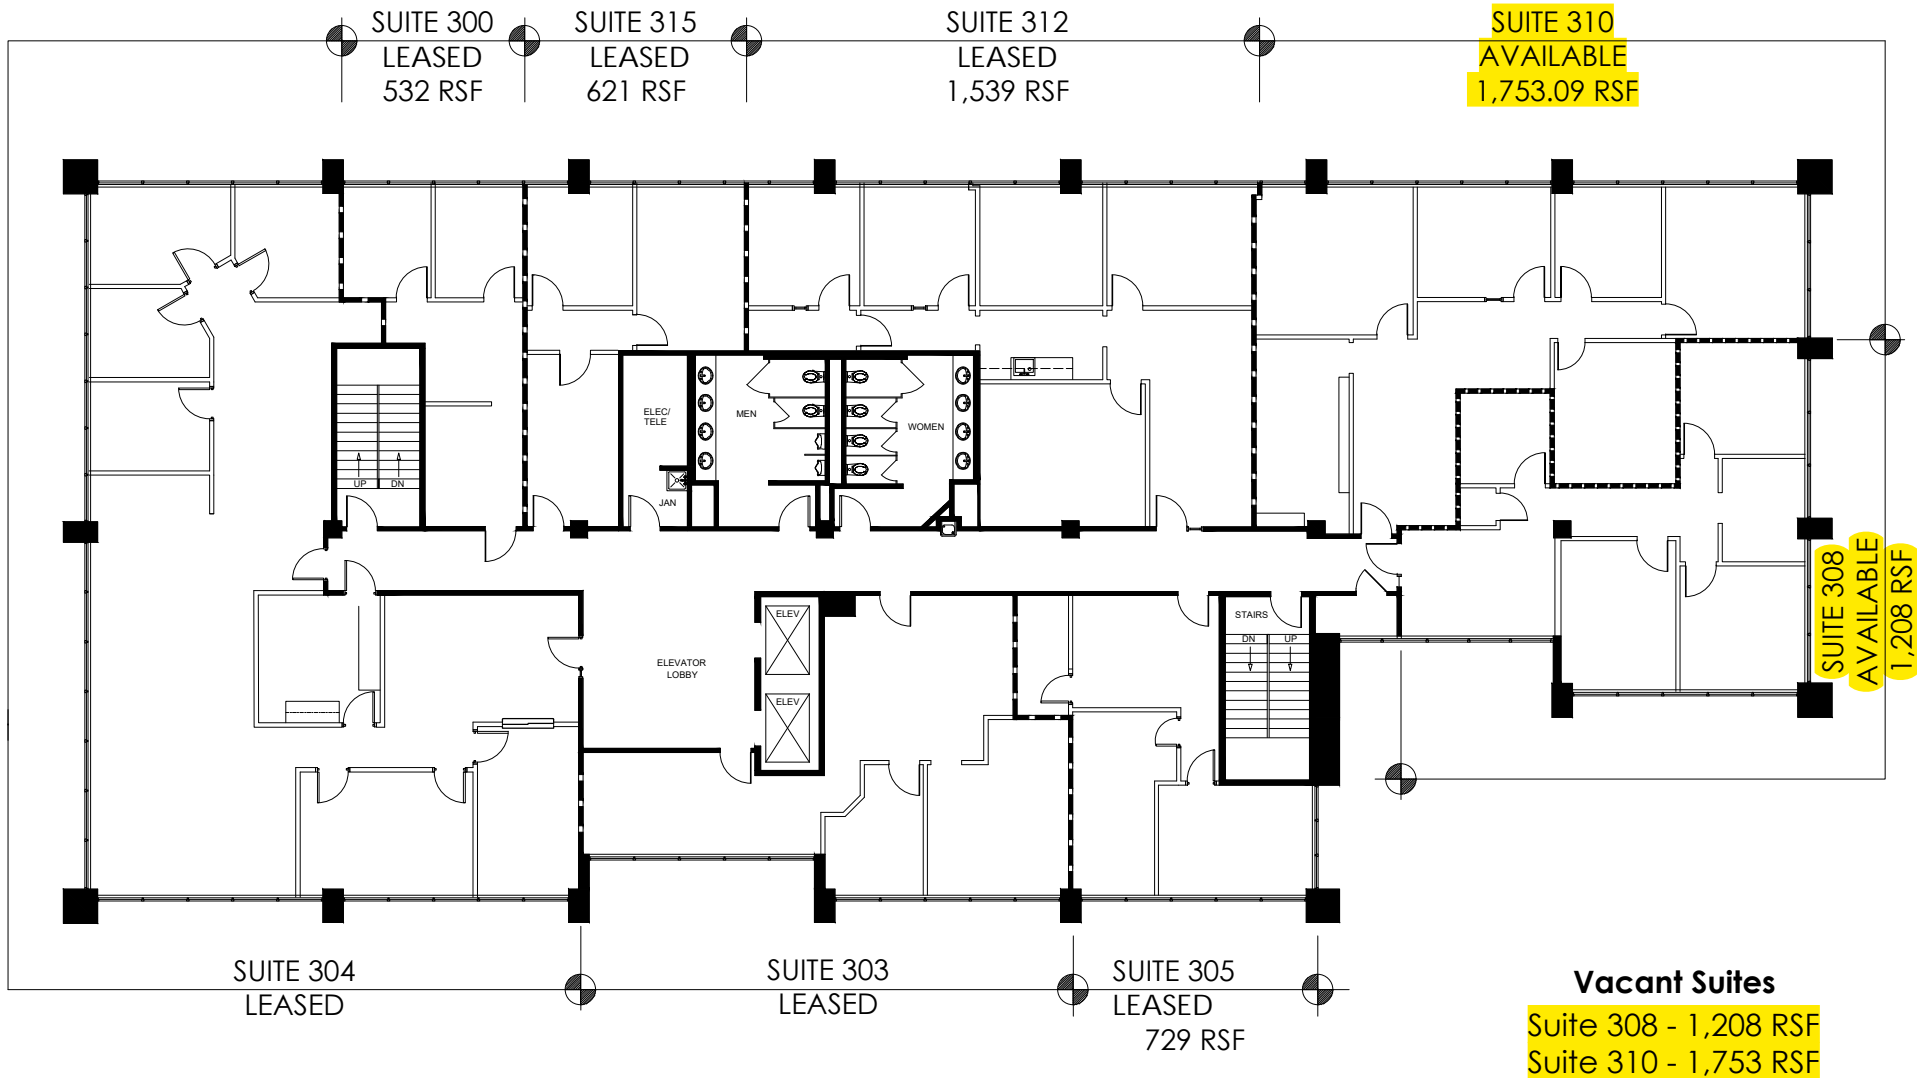 SUITE 300
LEASED
532 RSF
SUITE 315
LEASED
621 RSF
SUITE 312
LEASED
1,539 RSF
SUITE 310
AVAILABLE
1,753.09 RSF
ELEC/
TELE
MEN
WOMEN
UP
DN
JAN
SUITE 308
AVAILABLE
1,208 RSF
ELEV
STAIRS
DN
UP
ELEVATOR
LOBBY
ELEV
SUITE 304
LEASED
SUITE 303
LEASED
SUITE 305
LEASED
729 RSF
Vacant Suites
Suite 308 - 1,208 RSF
Suite 310 - 1,753 RSF